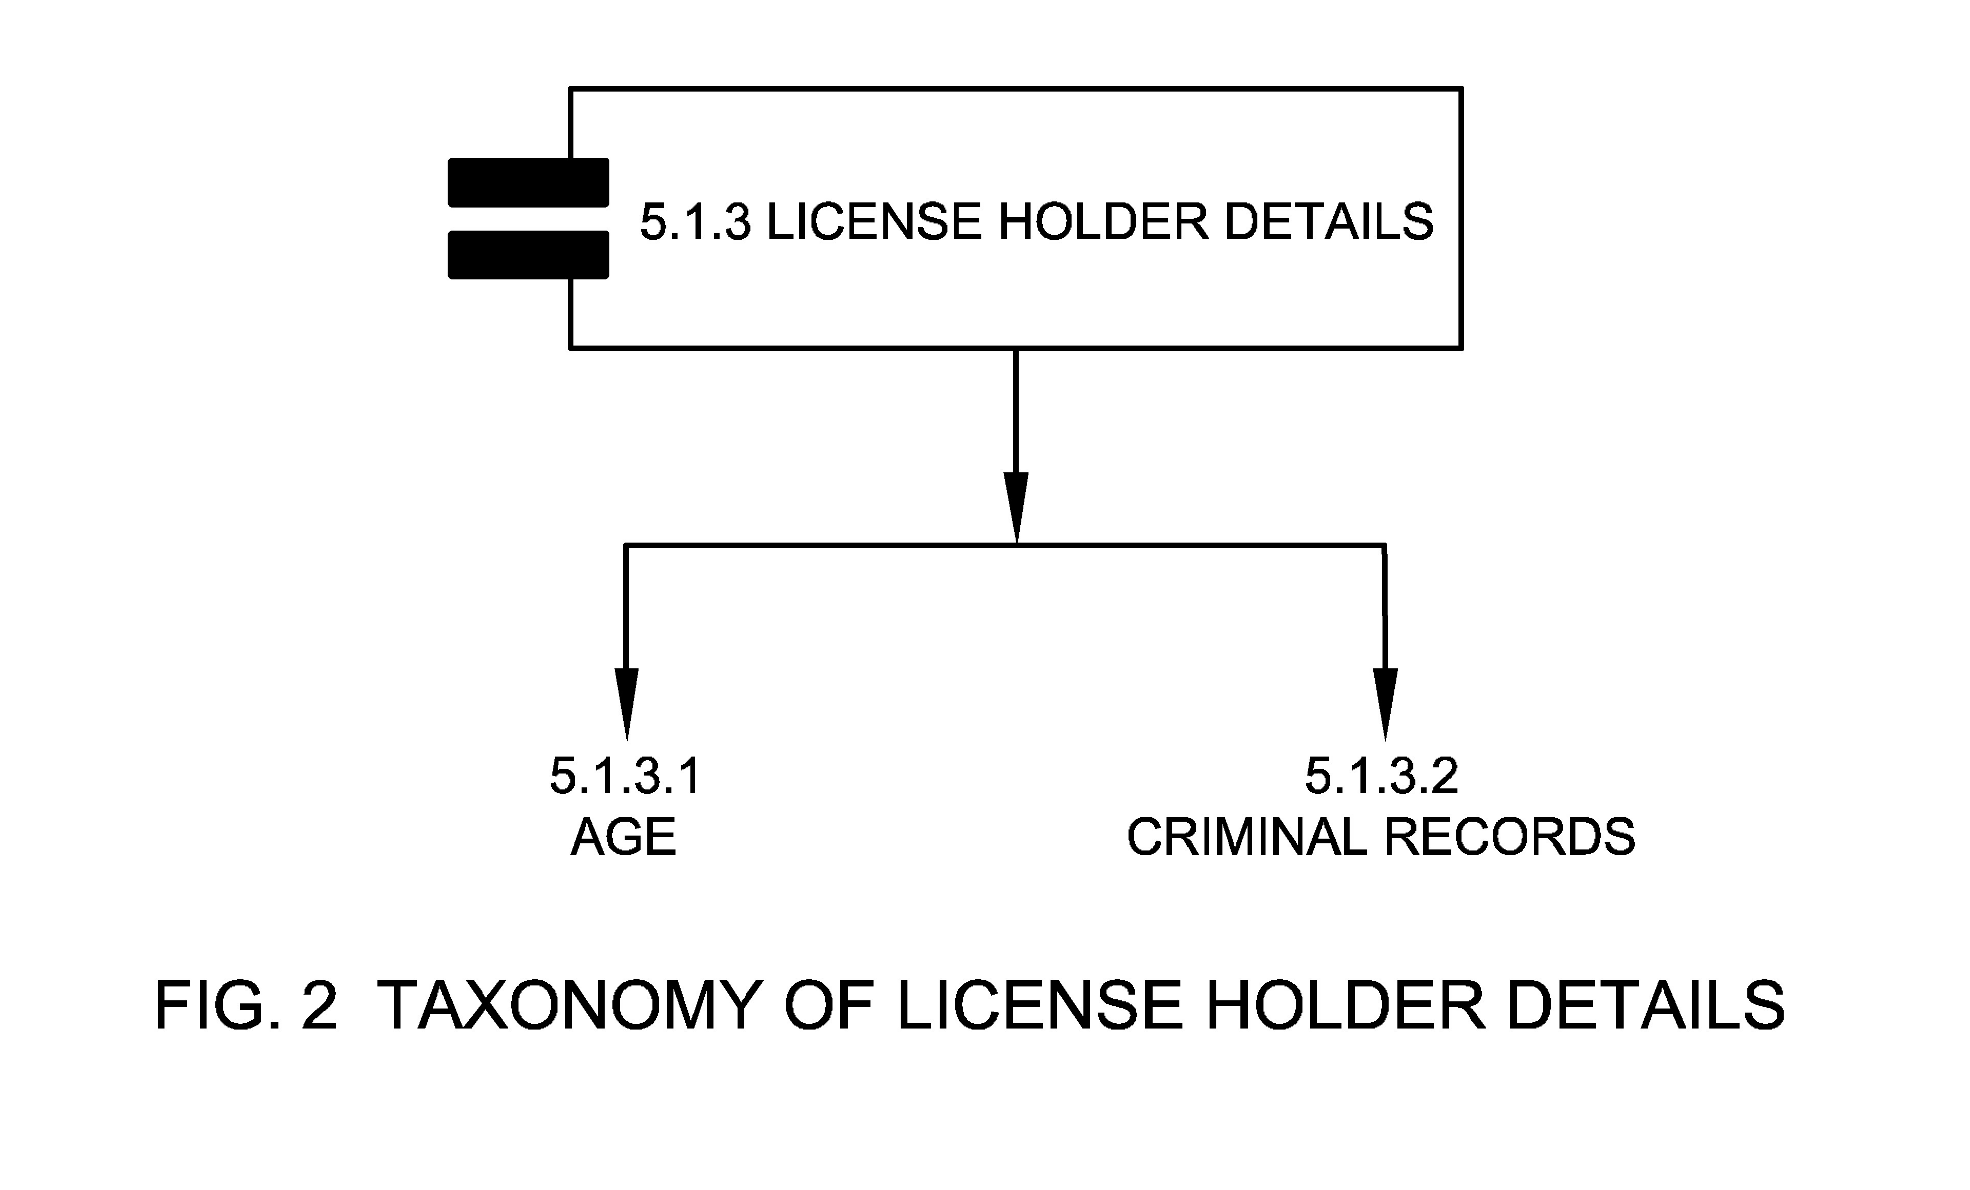 5.1.3 LICENSE HOLDER DETAILS
5.1.3.1
AGE
5.1.3.2
CRIMINAL RECORDS
FIG. 2 TAXONOMY OF LICENSE HOLDER DETAILS